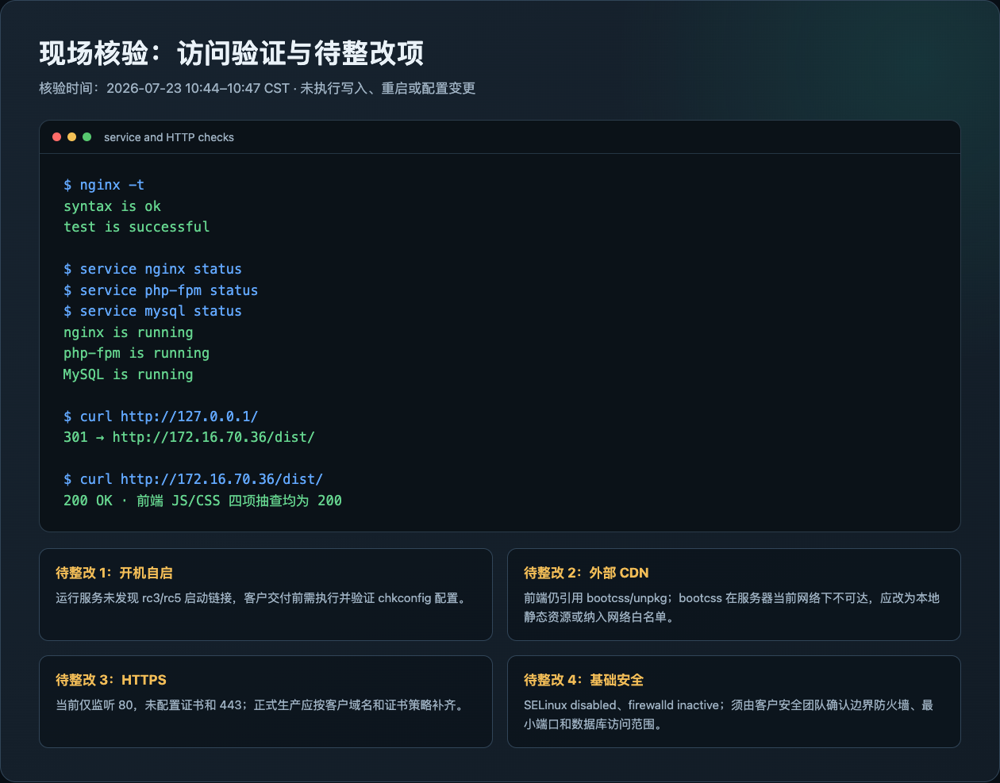 现场核验：访问验证与待整改项
核验时间：2026-07-23 10:44–10:47 CST · 未执行写入、重启或配置变更
service and HTTP checks
$ nginx -t
syntax is ok
test is successful
$ service nginx status
$ service php-fpm status
$ service mysql status
nginx is running
php-fpm is running
MySQL is running
$ curl http://127.0.0.1/
301 → http://172.16.70.36/dist/
$ curl http://172.16.70.36/dist/
200 OK · 前端 JS/CSS 四项抽查均为 200
待整改 1：开机自启
运行服务未发现 rc3/rc5 启动链接，客户交付前需执行并验证 chkconfig 配置。
待整改 2：外部 CDN
前端仍引用 bootcss/unpkg；bootcss 在服务器当前网络下不可达，应改为本地
静态资源或纳入网络白名单。
待整改 3：HTTPS
当前仅监听 80，未配置证书和 443；正式生产应按客户域名和证书策略补齐。
待整改 4：基础安全
SELinux disabled、firewalld inactive；须由客户安全团队确认边界防火墙、最
小端口和数据库访问范围。